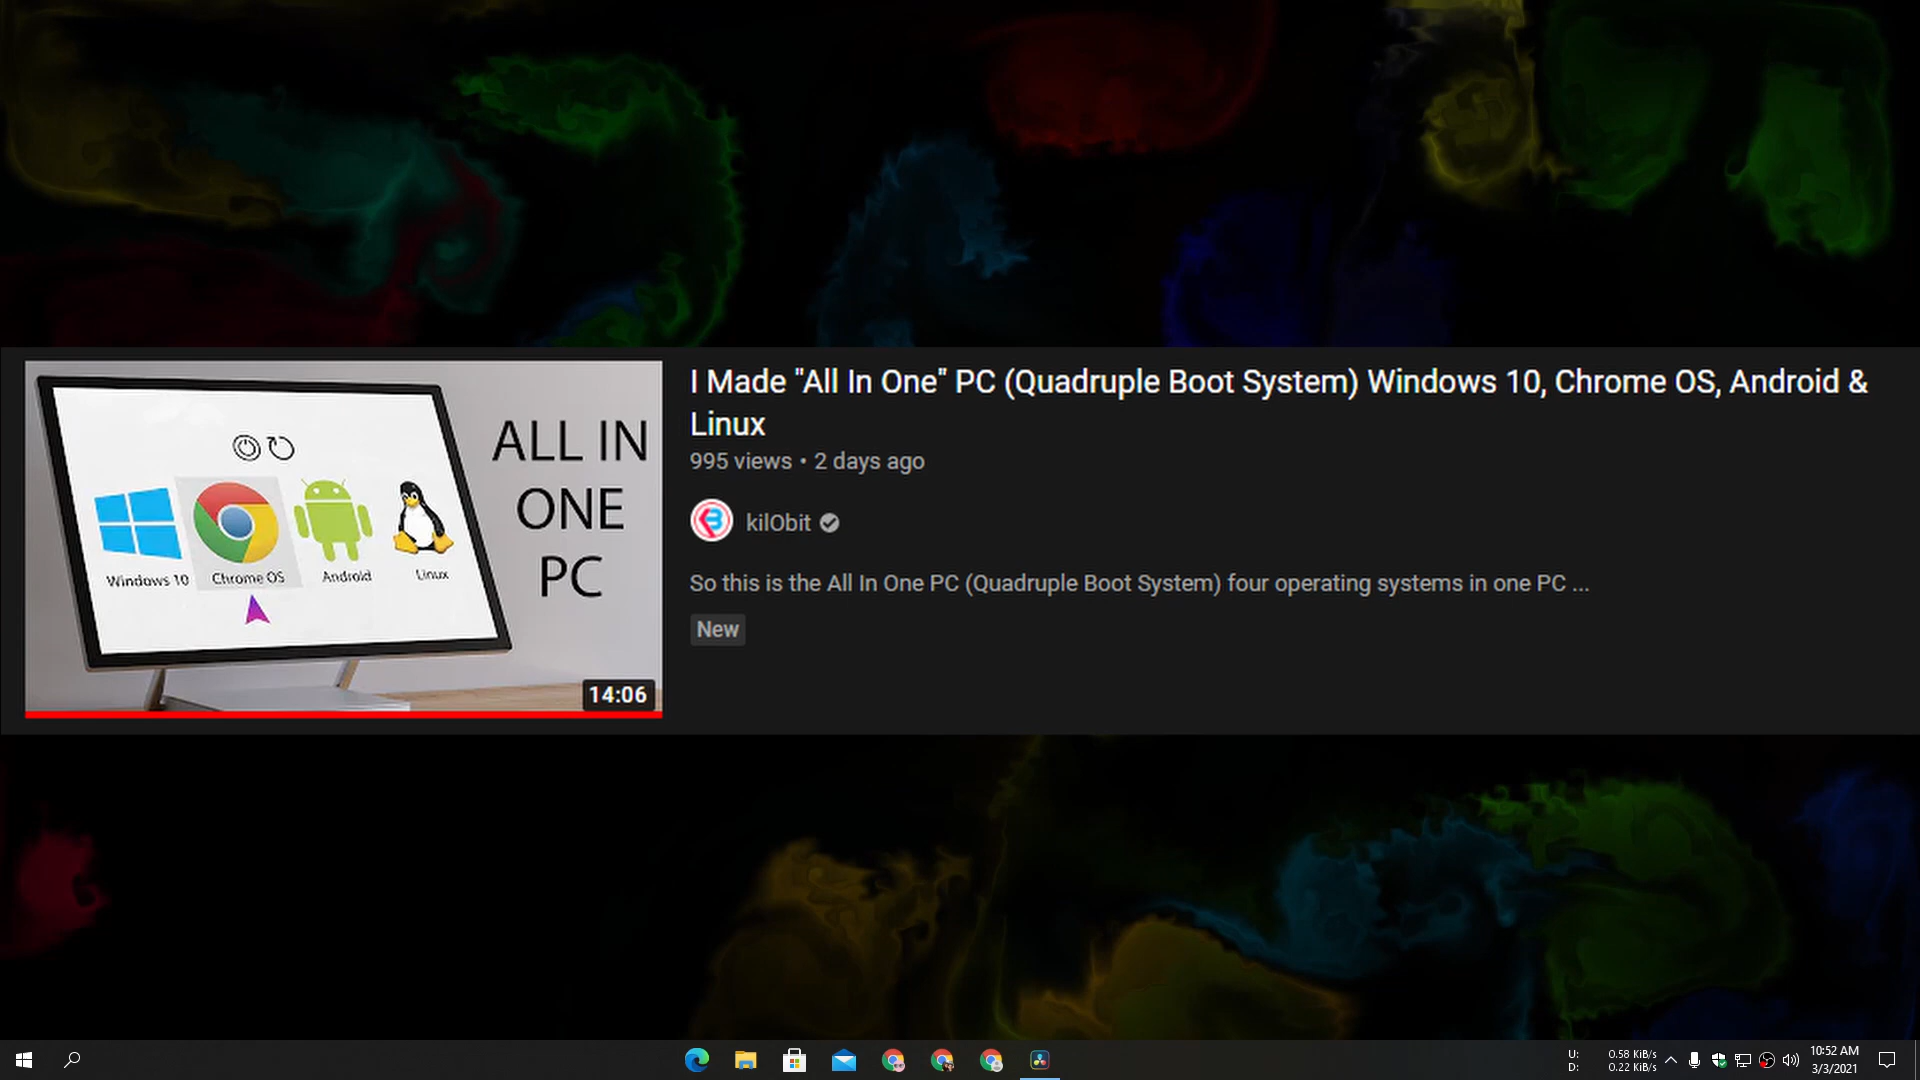 I Made "All In One" PC (Quadruple Boot System) Windows 10, Chrome OS, Android &
Linux
995 views • 2 days ago
kilObit
So this is the All In One PC (Quadruple Boot System) four operating systems in one PC ...
New
ALL IN
ONE
PC
Windows 10
Chrome OS
Android
Linux
14:06
U: 0.58 KiB/s
D: 0.22 KiB/s
10:52 AM
3/3/2021